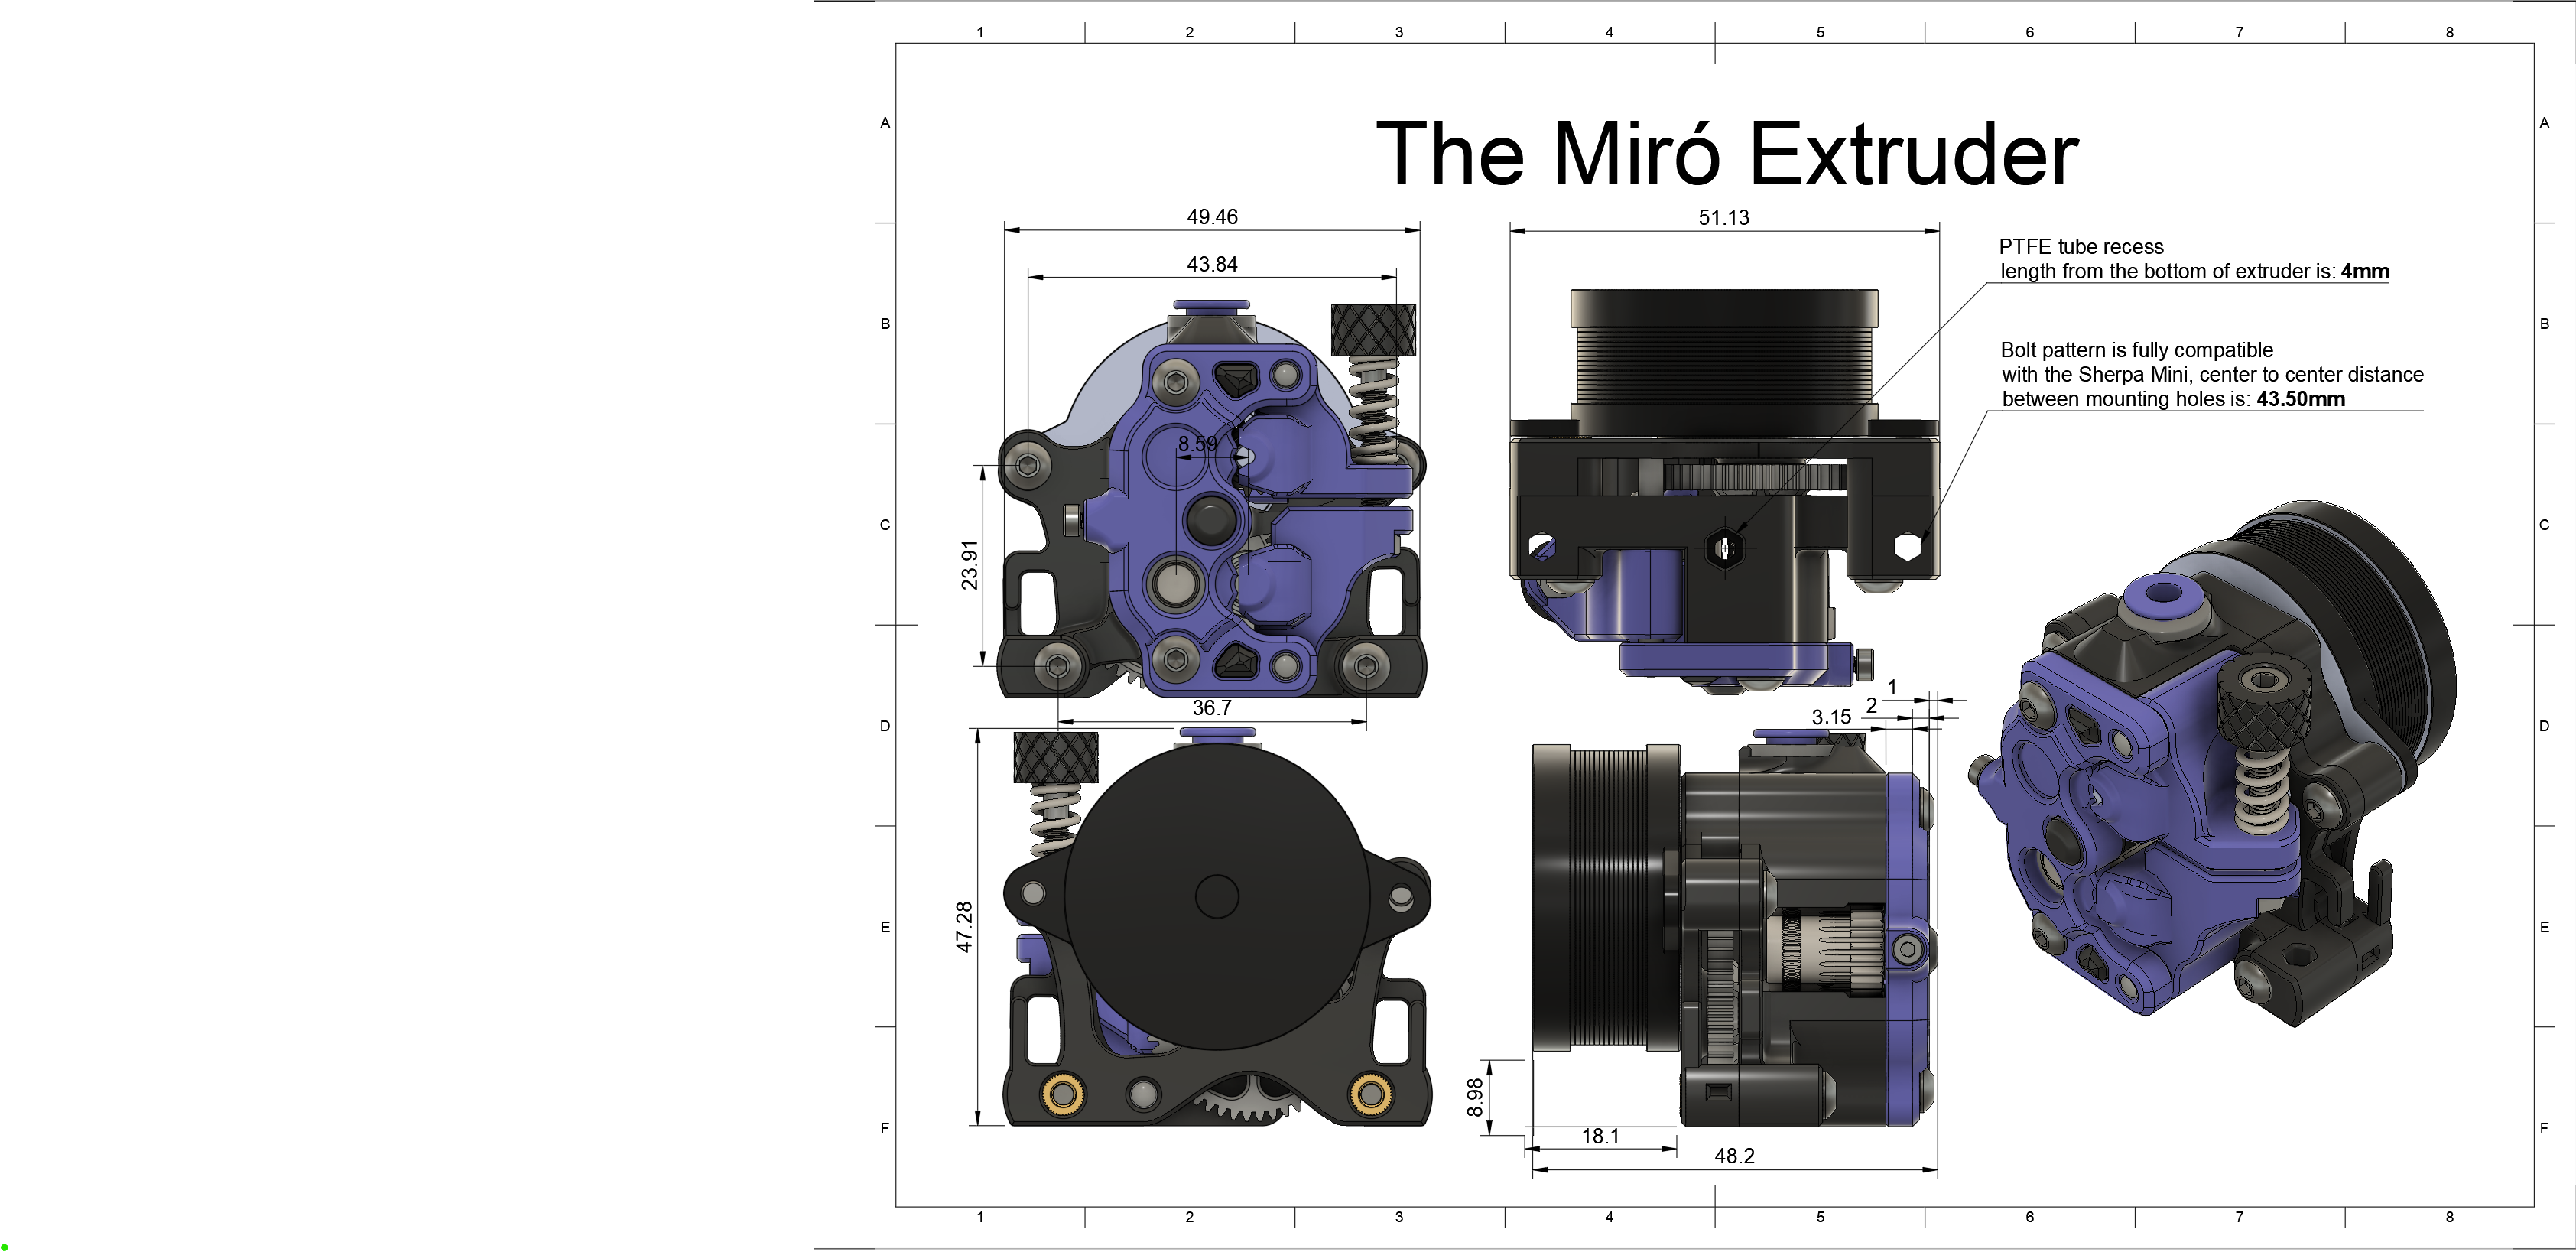 1 2 3 4 5 6 7 8
A A
The Miró Extruder
49.46
51.13
43.84
PTFE tube recess
length from the bottom of extruder is: 4mm
B B
Bolt pattern is fully compatible
with the Sherpa Mini, center to center distance
between mounting holes is: 43.50mm
8.59
C C
23.91
36.7
1
2
3.15
D D
47.28
E E
8.98
18.1
48.2
F F
1 2 3 4 5 6 7 8